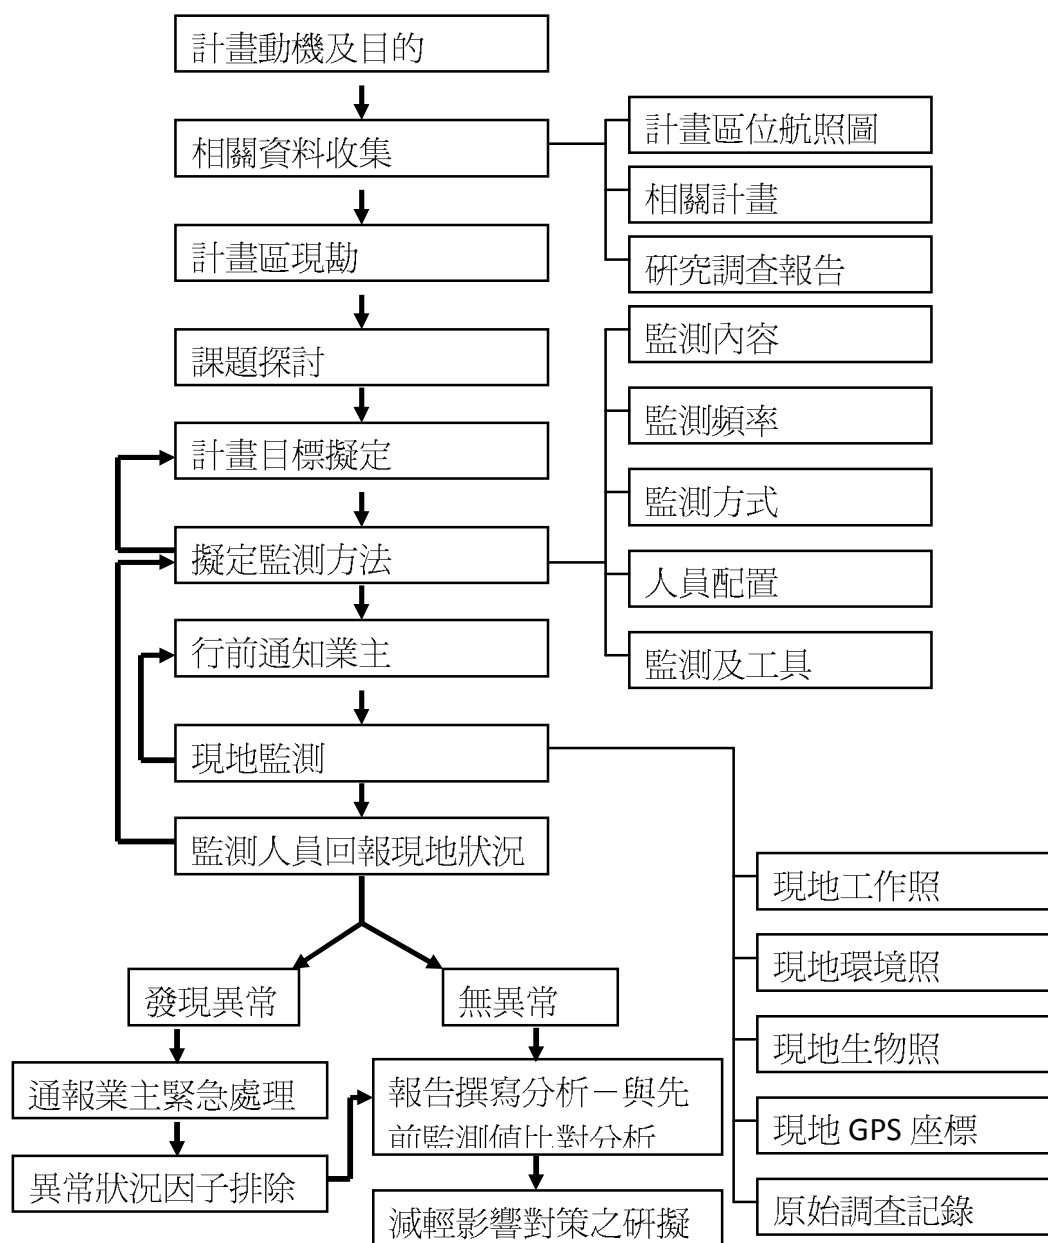 計畫動機及目的
相關資料收集
計畫區位航照圖
相關計畫
研究調查報告
計畫區現勘
課題探討
計畫目標擬定
擬定監測方法
監測內容
監測頻率
監測方式
人員配置
監測及工具
行前通知業主
現地監測
監測人員回報現地狀況
現地工作照
現地環境照
現地生物照
現地 GPS 座標
原始調查記錄
發現異常
無異常
通報業主緊急處理
異常狀況因子排除
報告撰寫分析－與先
前監測值比對分析
減輕影響對策之研擬